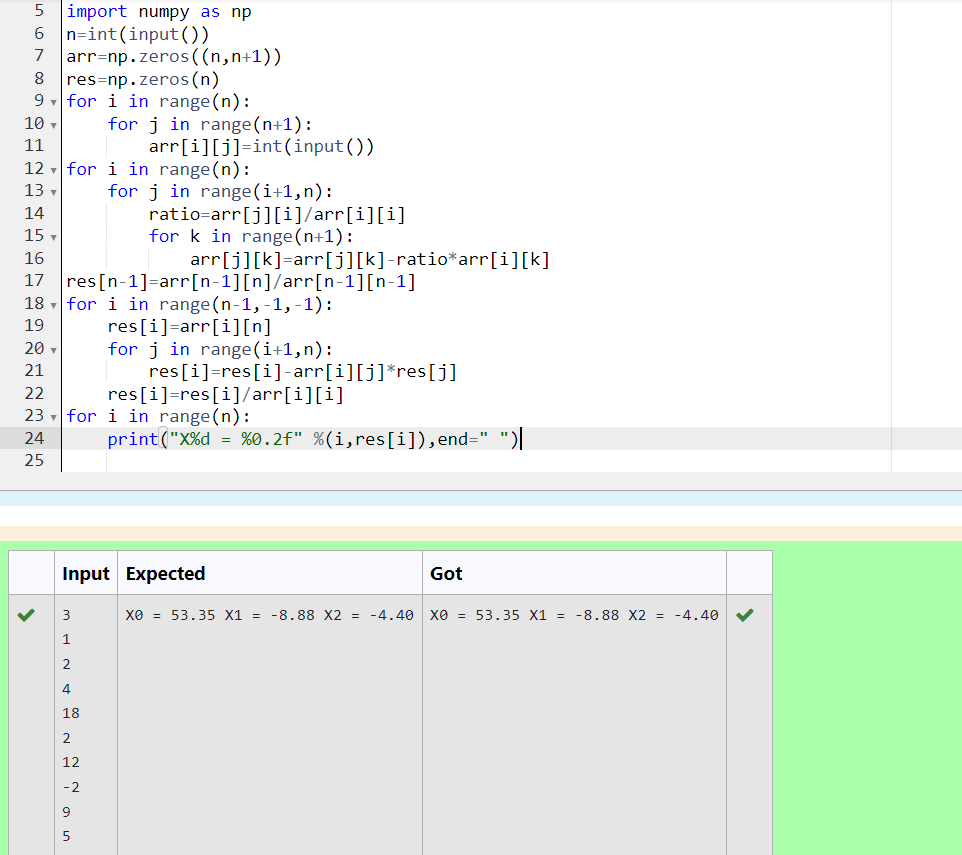 5 import numpy as np
6 n=int(input())
7 arr=np.zeros((n,n+1))
8 res=np.zeros(n)
9 for i in range(n):
10     for j in range(n+1):
11         arr[i][j]=int(input())
12 for i in range(n):
13     for j in range(i+1,n):
14         ratio=arr[j][i]/arr[i][i]
15         for k in range(n+1):
16             arr[j][k]=arr[j][k]-ratio*arr[i][k]
17 res[n-1]=arr[n-1][n]/arr[n-1][n-1]
18 for i in range(n-1,-1,-1):
19     res[i]=arr[i][n]
20     for j in range(i+1,n):
21         res[i]=res[i]-arr[i][j]*res[j]
22     res[i]=res[i]/arr[i][i]
23 for i in range(n):
24     print("X%d = %0.2f" %(i,res[i]),end=" ")
25
Input Expected Got
3 X0 = 53.35 X1 = -8.88 X2 = -4.40 X0 = 53.35 X1 = -8.88 X2 = -4.40
1
2
4
18
2
12
-2
9
5